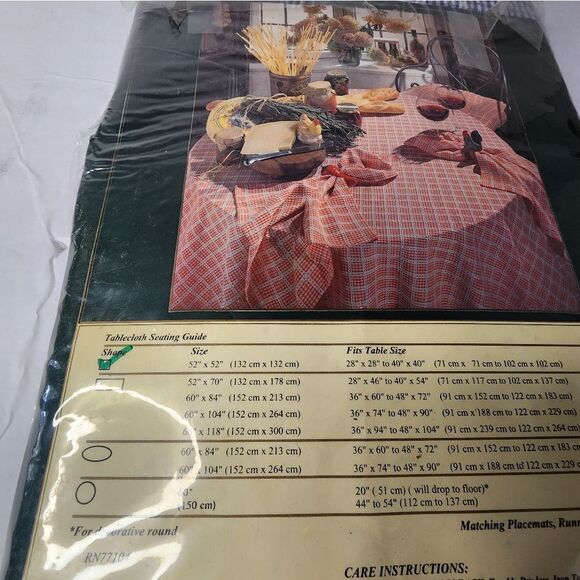 Tablecloth Seating Guide
Shape Size Fits Table Size
52" x 52" (132 cm x 132 cm) 28" x 28" to 40" x 40" (71 cm x 71 cm to 102 cm x 102 cm)
52" x 70" (132 cm x 178 cm) 28" x 46" to 40" x 54" (71 cm x 117 cm to 102 cm x 137 cm)
60" x 84" (152 cm x 213 cm) 36" x 60" to 48" x 72" (91 cm x 152 cm to 122 cm x 183 cm)
60" x 104" (152 cm x 264 cm) 36" x 74" to 48" x 90" (91 cm x 188 cm to 122 cm x 229 cm)
60" x 118" (152 cm x 300 cm) 36" x 94" to 48" x 104" (91 cm x 239 cm to 122 cm x 264 cm)
60" x 84" (152 cm x 213 cm) 36" x 60" to 48" x 72" (91 cm x 152 cm to 122 cm x 183 cm
60" x 104" (152 cm x 264 cm) 36" x 74" to 48" x 90" (91 cm x 188 cm to 122 cm x 229 cm
20" ( 51 cm) ( will drop to floor)*
(150 cm) 44" to 54" (112 cm to 137 cm)
*For decorative round Matching Placemats,
RN77104
CARE INSTRUCTIONS: